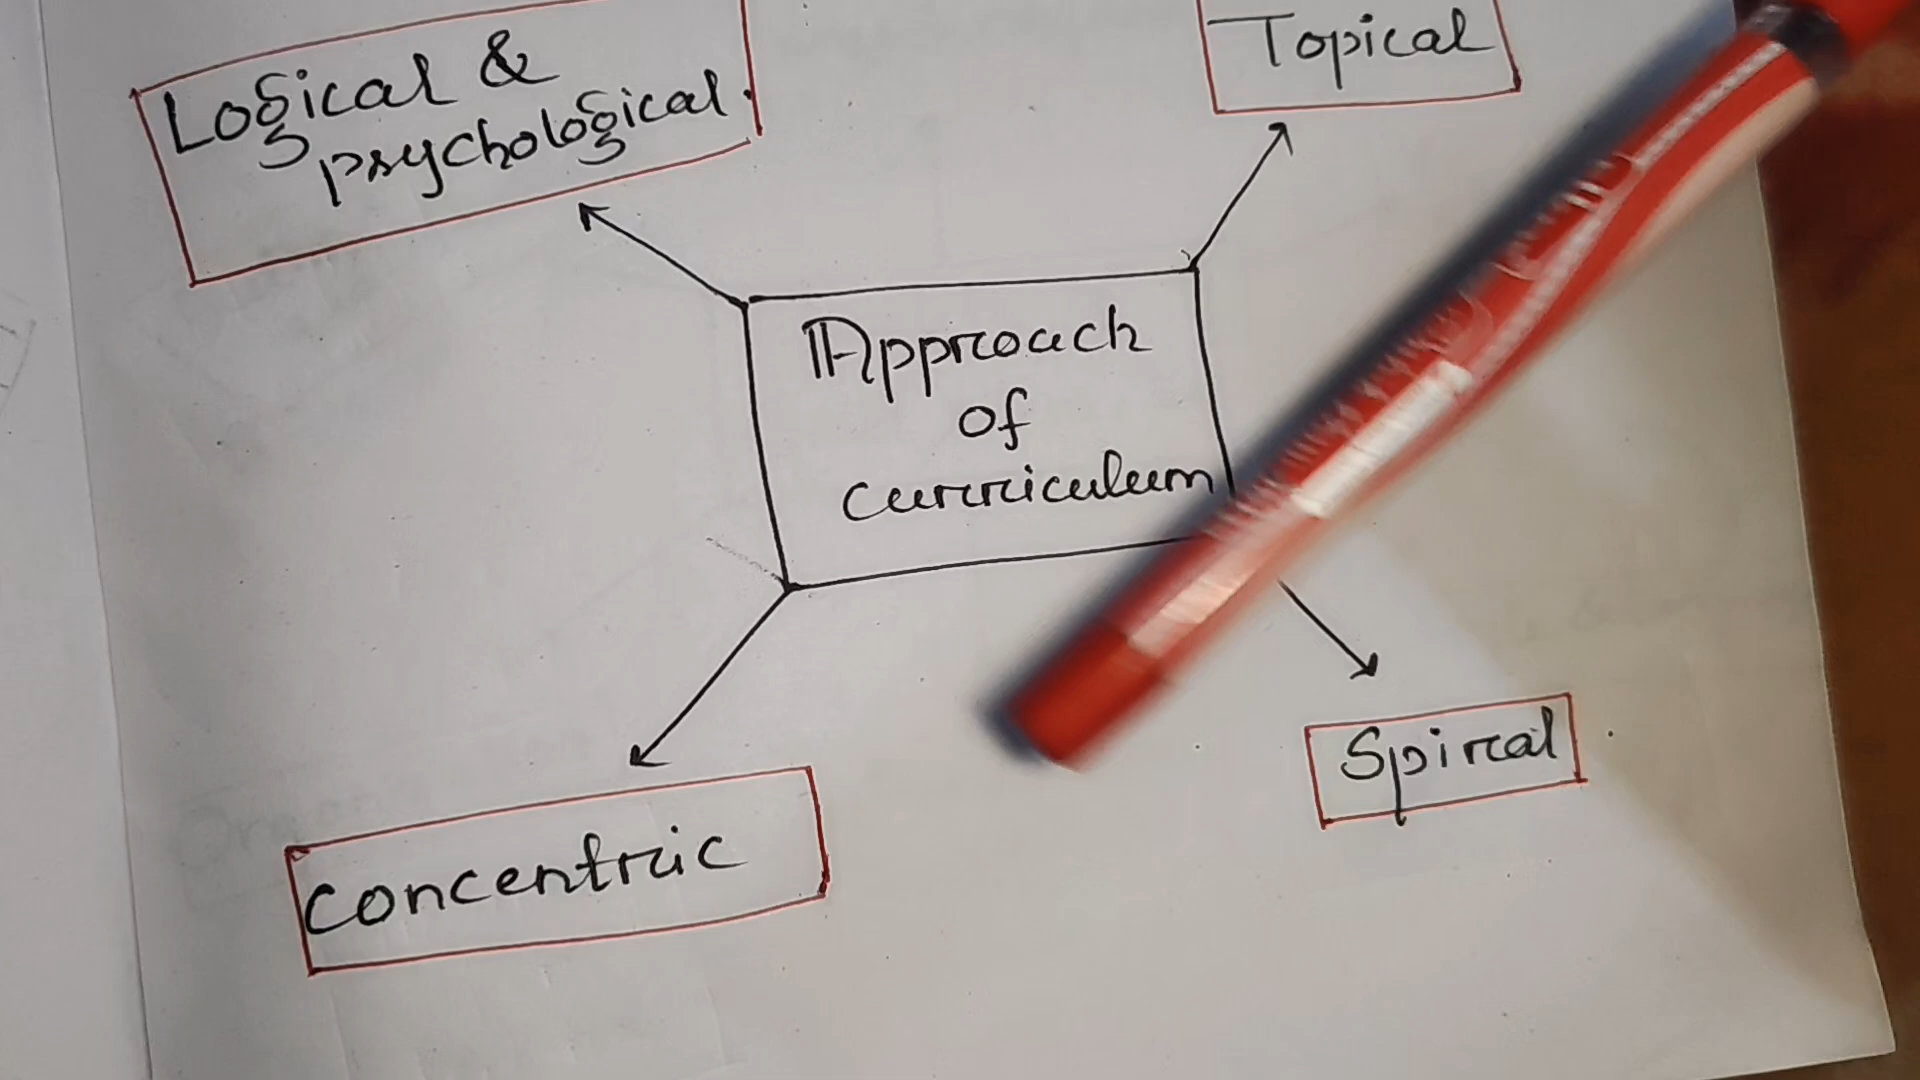 Logical &
psychological.
Topical
Approach
of
curriculum
concentric
Spiral